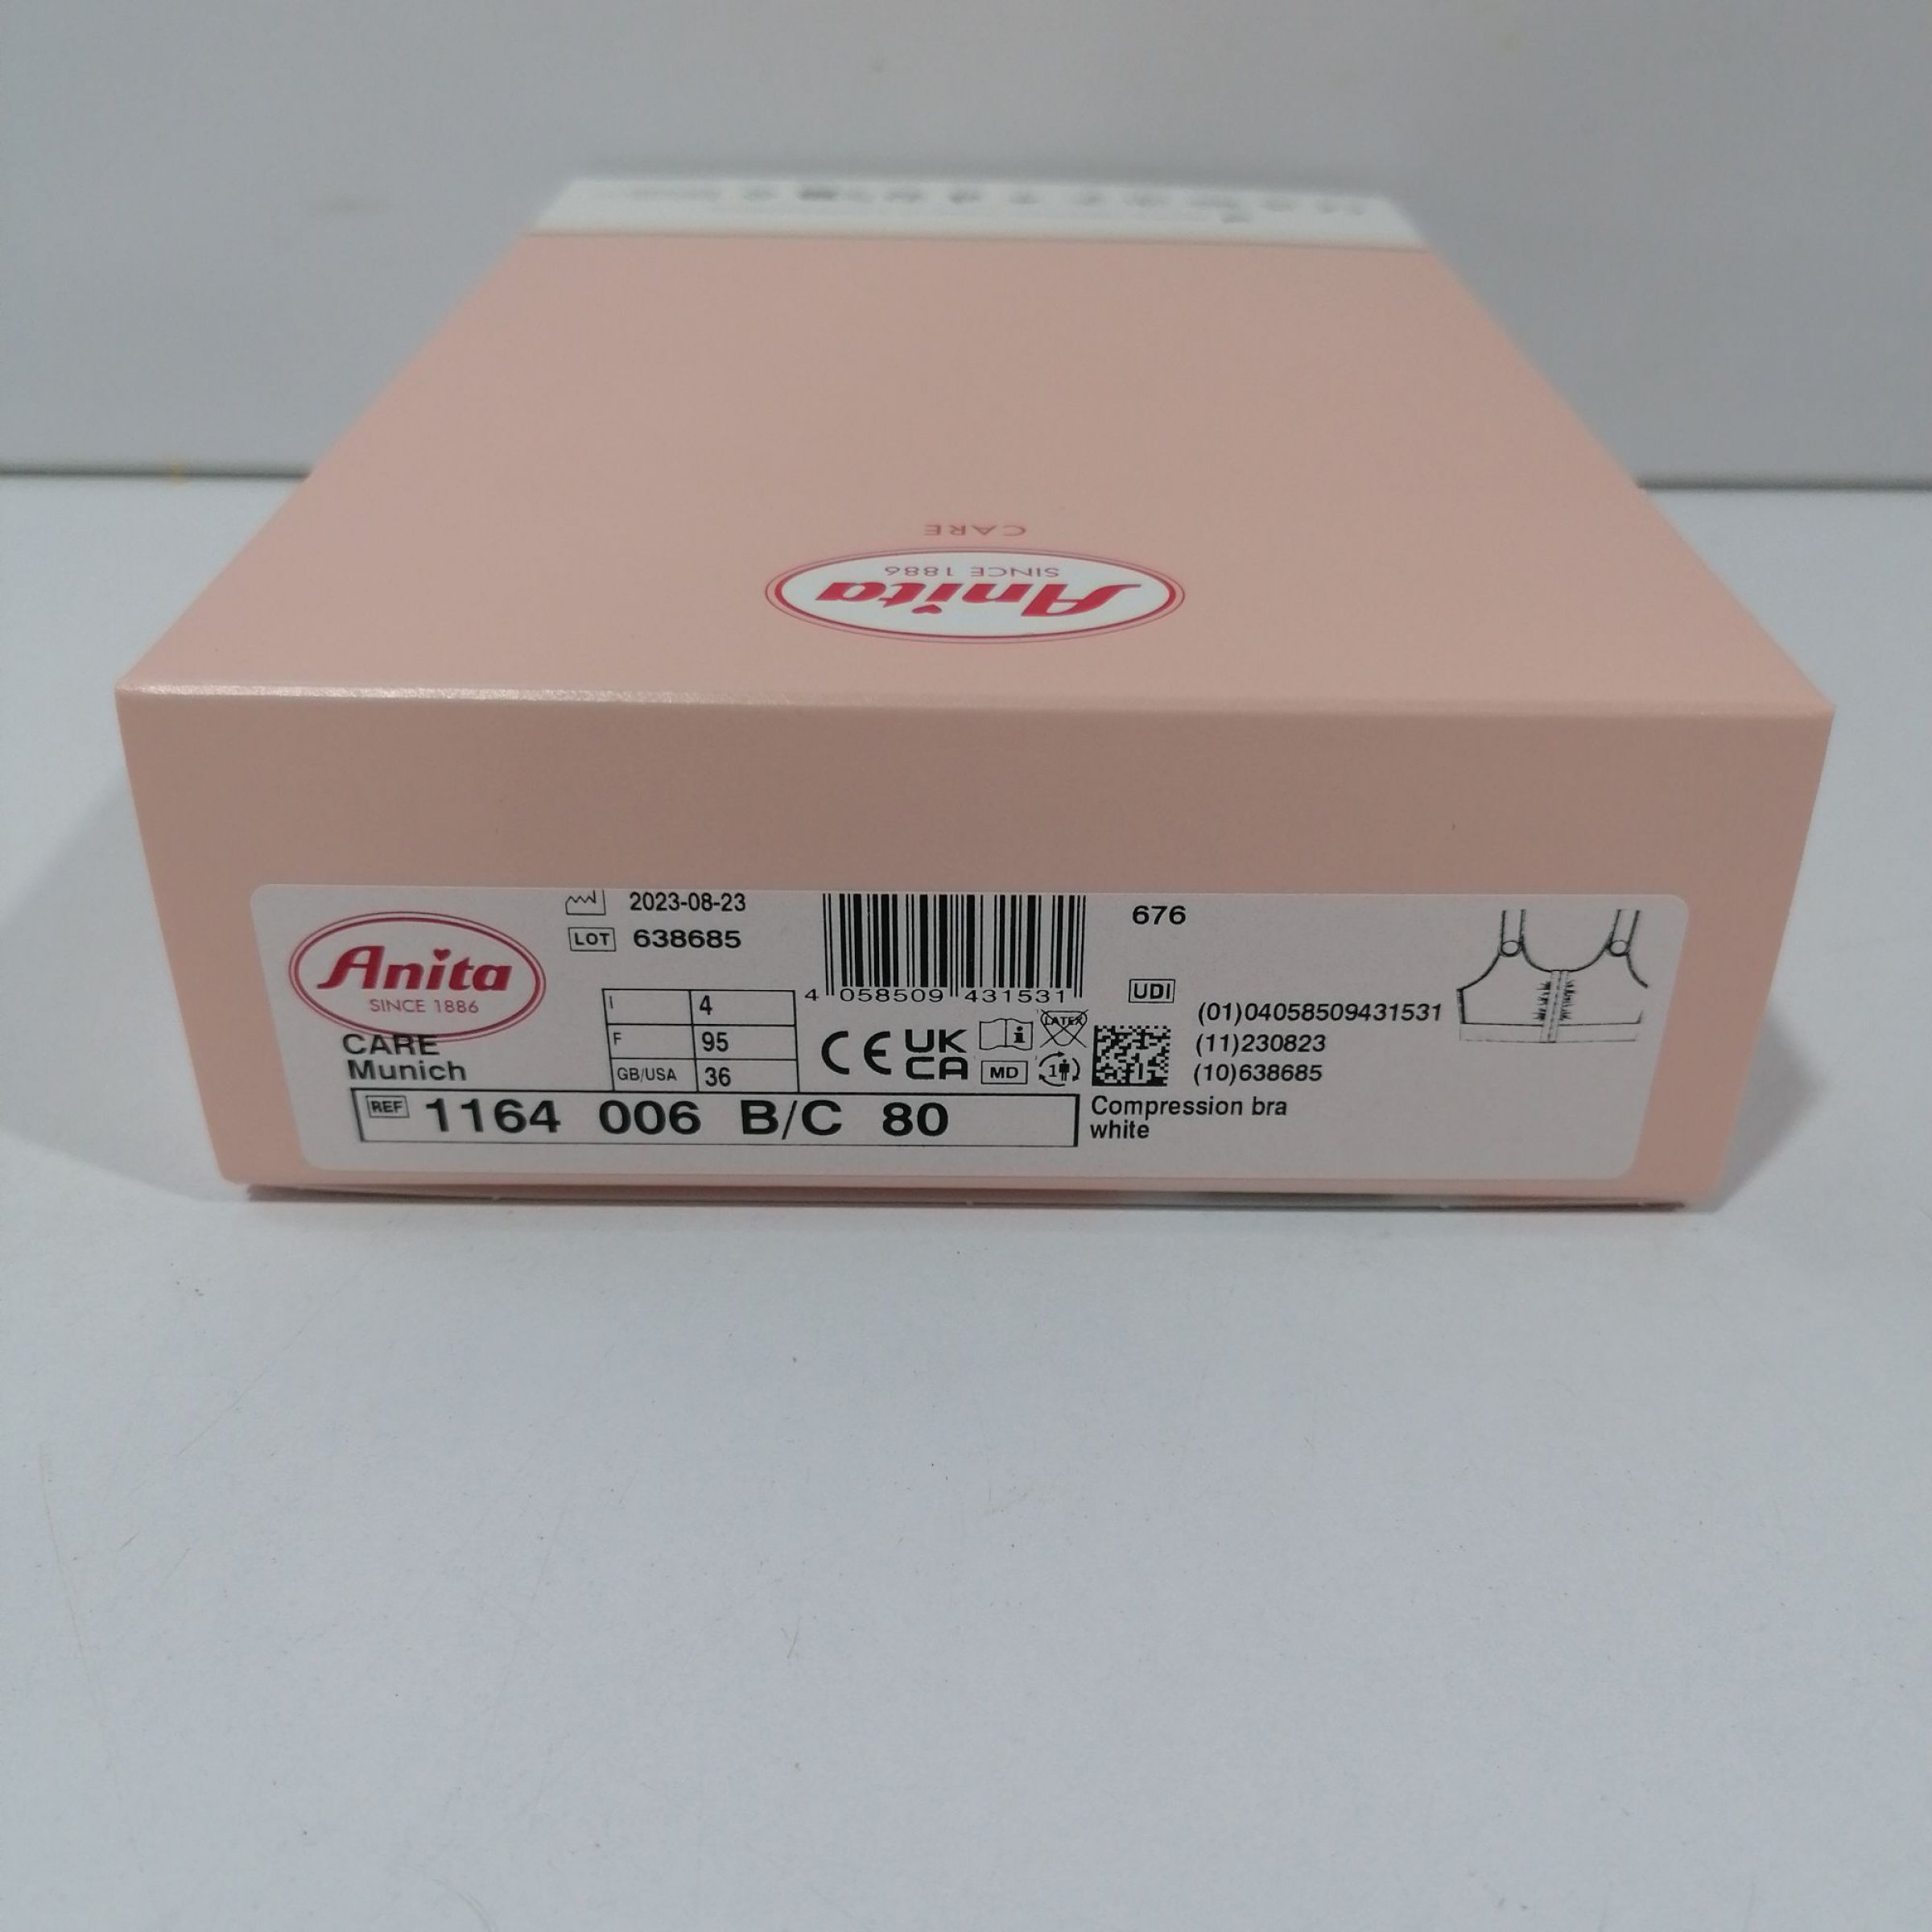 CARE
SINCE 1886
Anita
Anita
SINCE 1886
CARE
Munich
2023-08-23
LOT 638685
I 4
F 95
GB/USA 36
4 058509 431531
CE UK CA
LATEX
MD
1
676
UDI
(01)04058509431531
(11)230823
(10)638685
REF 1164 006 B/C 80
Compression bra
white